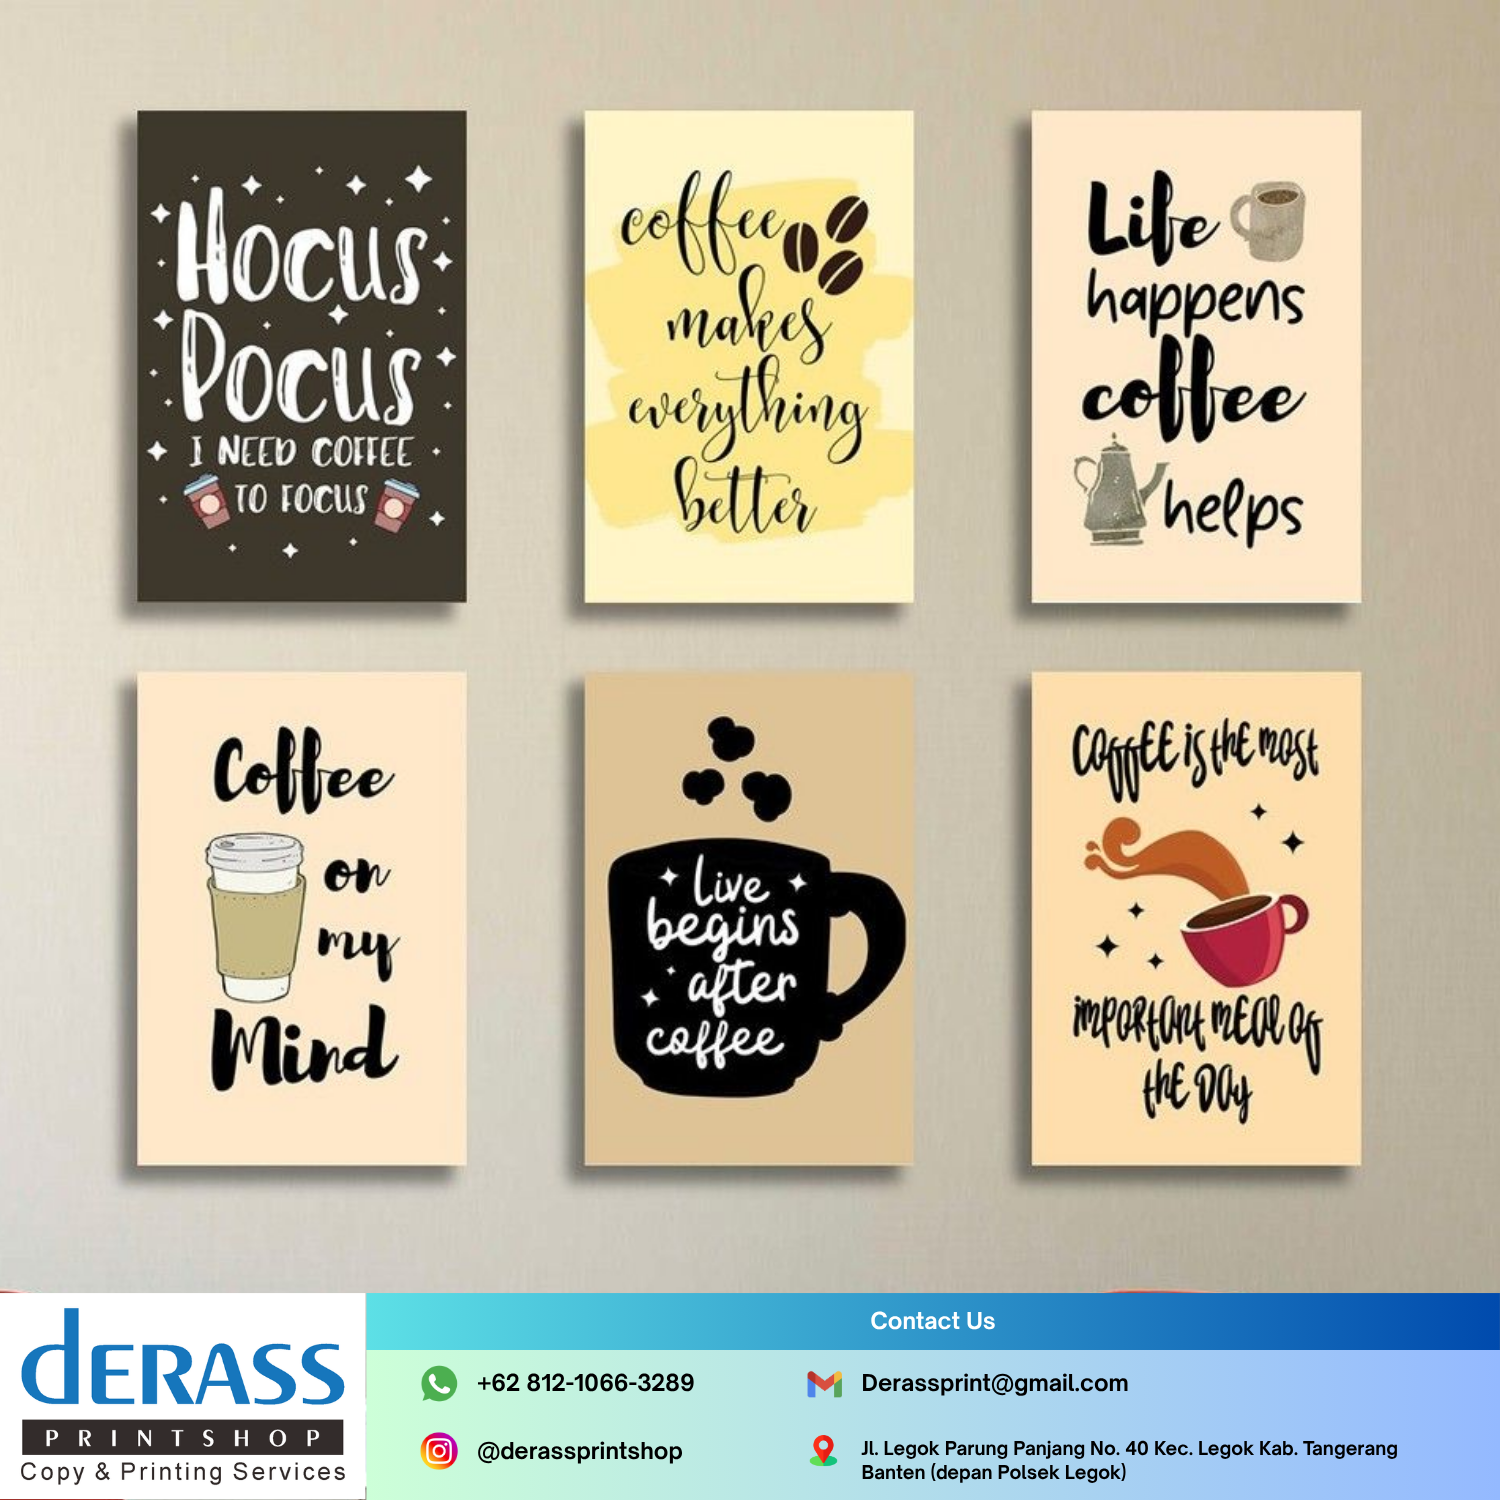 Hocus
Pocus
I NEED COFFEE
TO FOCUS
coffee
makes
everything
better
Life
happens
coffee
helps
Coffee
on
my
Mind
Live
begins
after
coffee
COffEE is thE mOst
imPORtAnt mEAl Of
thE DAy
dERASS
PRINTSHOP
Copy & Printing Services
Contact Us
+62 812-1066-3289
Derassprint@gmail.com
@derassprintshop
Jl. Legok Parung Panjang No. 40 Kec. Legok Kab. Tangerang
Banten (depan Polsek Legok)